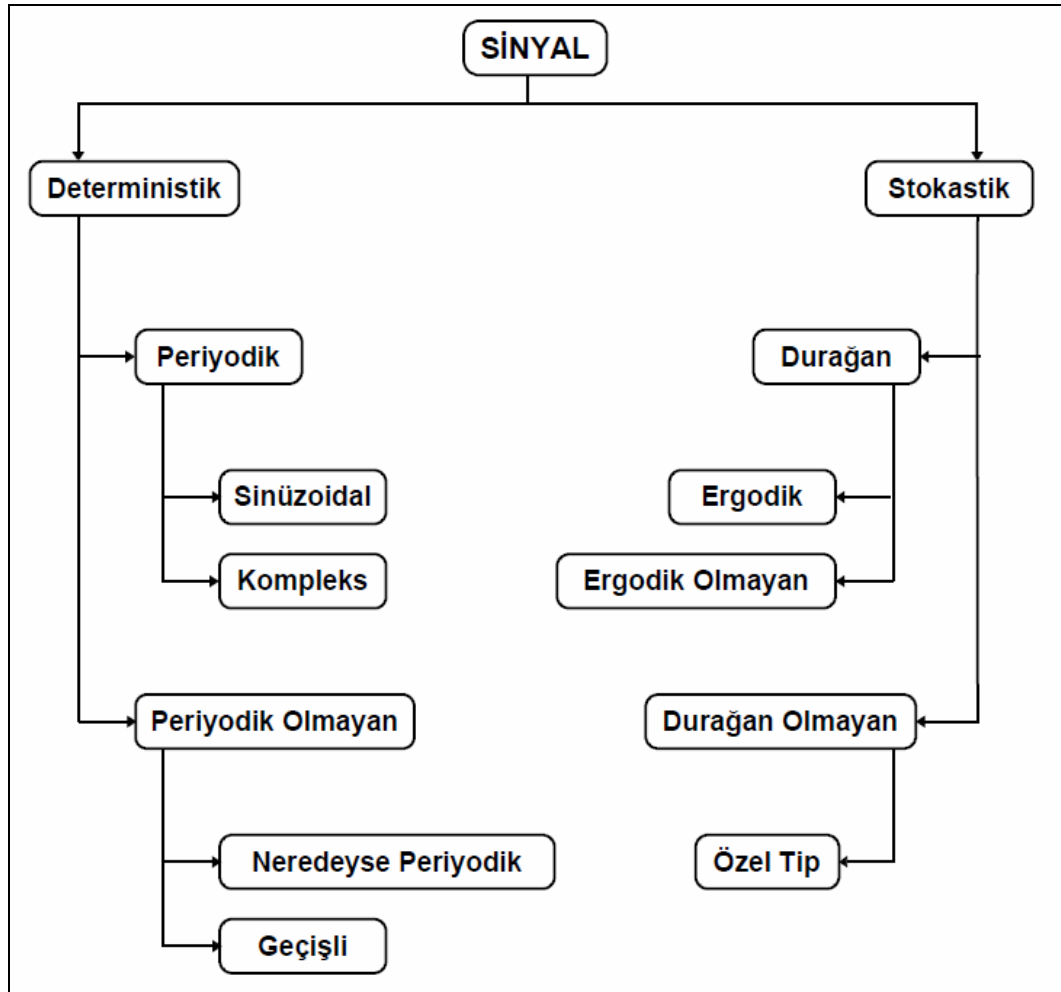 SİNYAL
Deterministik
Stokastik
Periyodik
Durağan
Sinüzoidal
Ergodik
Kompleks
Ergodik Olmayan
Periyodik Olmayan
Durağan Olmayan
Neredeyse Periyodik
Özel Tip
Geçişli